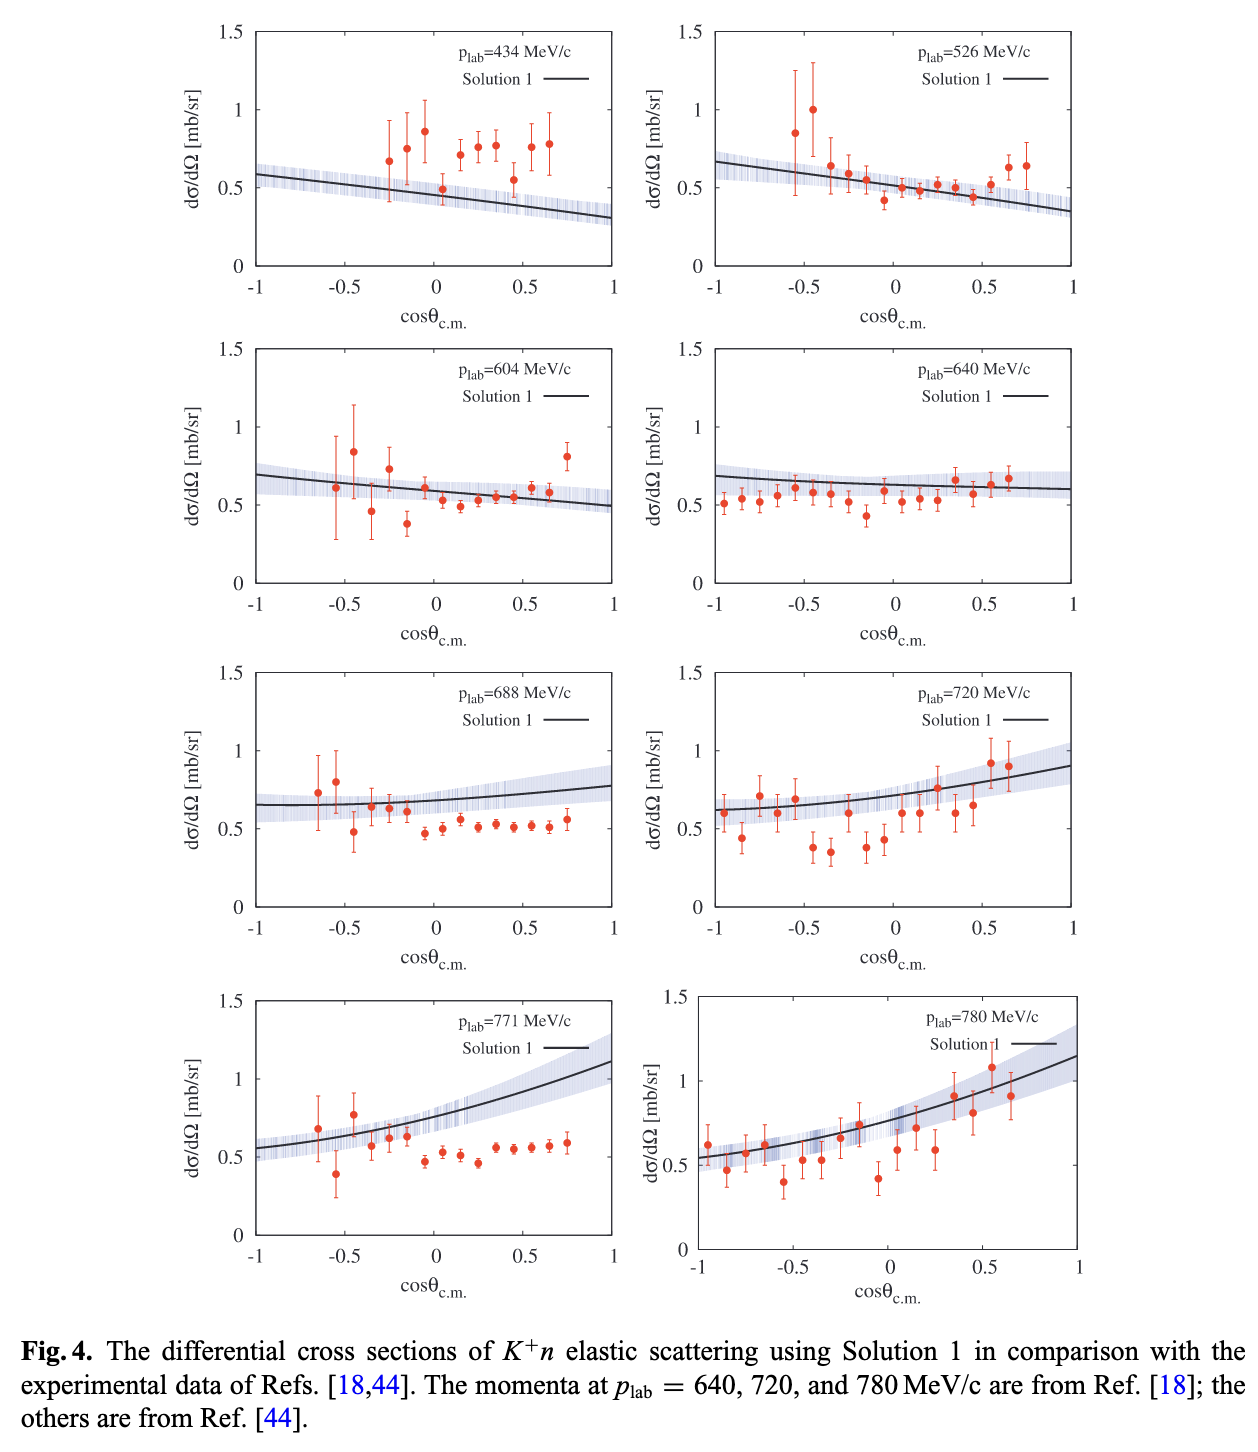 1.5
1
0.5
0
dσ/dΩ [mb/sr]
p_lab=434 MeV/c
Solution 1
-1 -0.5 0 0.5 1
cosθ_c.m.
1.5
1
0.5
0
dσ/dΩ [mb/sr]
p_lab=526 MeV/c
Solution 1
-1 -0.5 0 0.5 1
cosθ_c.m.
1.5
1
0.5
0
dσ/dΩ [mb/sr]
p_lab=604 MeV/c
Solution 1
-1 -0.5 0 0.5 1
cosθ_c.m.
1.5
1
0.5
0
dσ/dΩ [mb/sr]
p_lab=640 MeV/c
Solution 1
-1 -0.5 0 0.5 1
cosθ_c.m.
1.5
1
0.5
0
dσ/dΩ [mb/sr]
p_lab=688 MeV/c
Solution 1
-1 -0.5 0 0.5 1
cosθ_c.m.
1.5
1
0.5
0
dσ/dΩ [mb/sr]
p_lab=720 MeV/c
Solution 1
-1 -0.5 0 0.5 1
cosθ_c.m.
1.5
1
0.5
0
dσ/dΩ [mb/sr]
p_lab=771 MeV/c
Solution 1
-1 -0.5 0 0.5 1
cosθ_c.m.
1.5
1
0.5
0
dσ/dΩ [mb/sr]
p_lab=780 MeV/c
Solution 1
-1 -0.5 0 0.5 1
cosθ_c.m.
Fig. 4. The differential cross sections of K⁺n elastic scattering using Solution 1 in comparison with the
experimental data of Refs. [18,44]. The momenta at p_lab = 640, 720, and 780 MeV/c are from Ref. [18]; the
others are from Ref. [44].